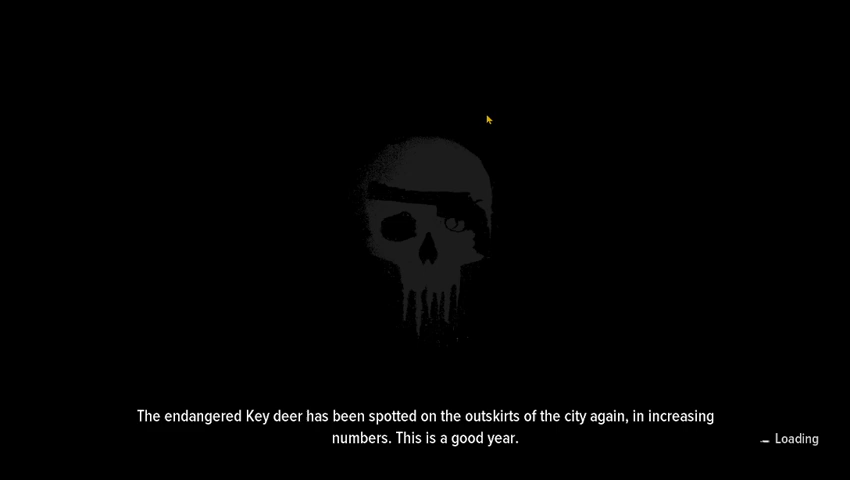 The endangered Key deer has been spotted on the outskirts of the city again, in increasing
numbers. This is a good year.
Loading